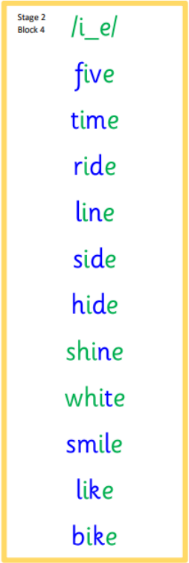 Stage 2
Block 4
/i_e/
five
time
ride
line
side
hide
shine
white
smile
like
bike